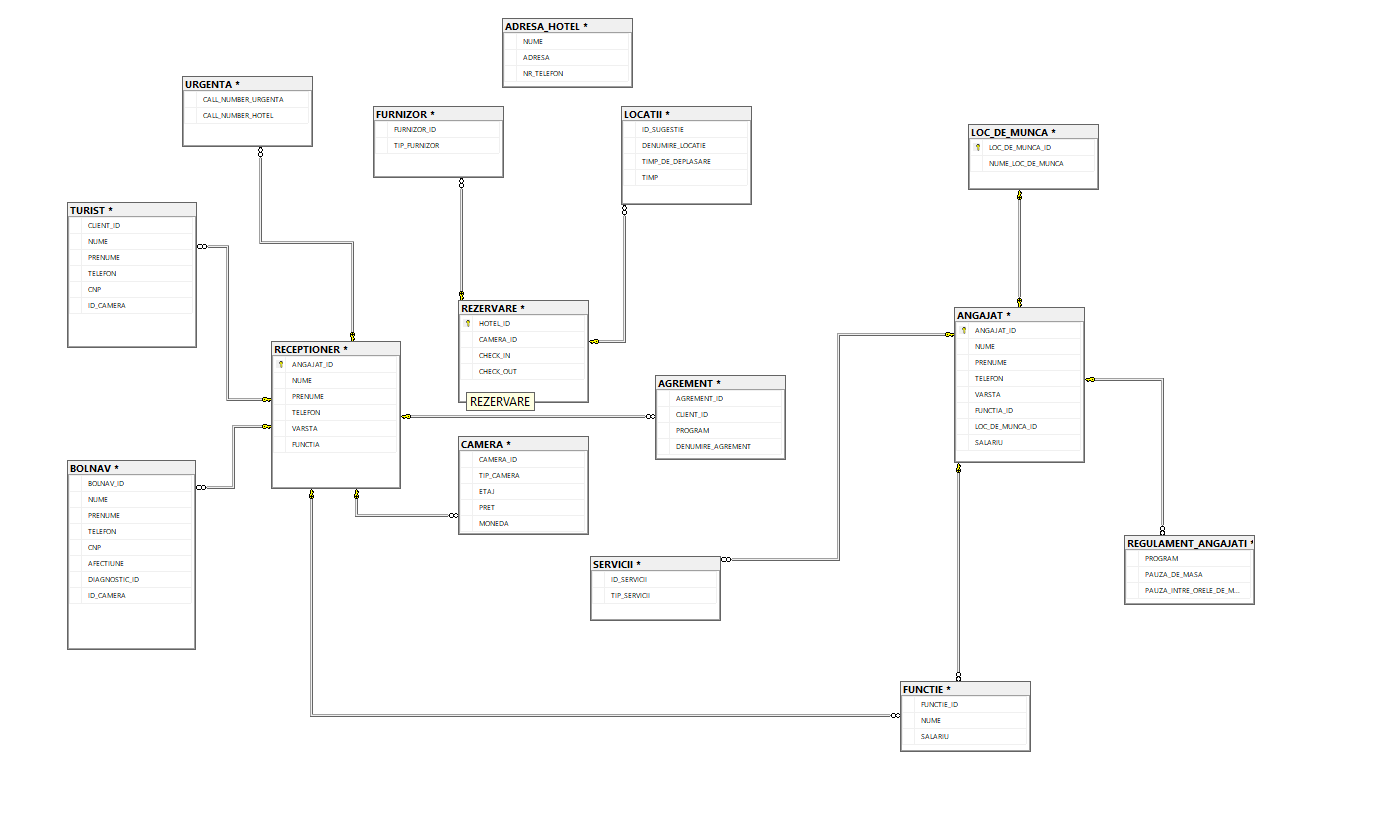 ADRESA_HOTEL *
NUME
ADRESA
NR_TELEFON
URGENTA *
CALL_NUMBER_URGENTA
CALL_NUMBER_HOTEL
FURNIZOR *
FURNIZOR_ID
TIP_FURNIZOR
LOCATII *
ID_SUGESTIE
DENUMIRE_LOCATIE
TIMP_DE_DEPLASARE
TIMP
LOC_DE_MUNCA *
LOC_DE_MUNCA_ID
NUME_LOC_DE_MUNCA
TURIST *
CLIENT_ID
NUME
PRENUME
TELEFON
CNP
ID_CAMERA
REZERVARE *
HOTEL_ID
CAMERA_ID
CHECK_IN
CHECK_OUT
REZERVARE
ANGAJAT *
ANGAJAT_ID
NUME
PRENUME
TELEFON
VARSTA
FUNCTIA_ID
LOC_DE_MUNCA_ID
SALARIU
RECEPTIONER *
ANGAJAT_ID
NUME
PRENUME
TELEFON
VARSTA
FUNCTIA
AGREMENT *
AGREMENT_ID
CLIENT_ID
PROGRAM
DENUMIRE_AGREMENT
CAMERA *
CAMERA_ID
TIP_CAMERA
ETAJ
PRET
MONEDA
BOLNAV *
BOLNAV_ID
NUME
PRENUME
TELEFON
CNP
AFECTIUNE
DIAGNOSTIC_ID
ID_CAMERA
SERVICII *
ID_SERVICII
TIP_SERVICII
REGULAMENT_ANGAJATI *
PROGRAM
PAUZA_DE_MASA
PAUZA_INTRE_ORELE_DE_M...
FUNCTIE *
FUNCTIE_ID
NUME
SALARIU